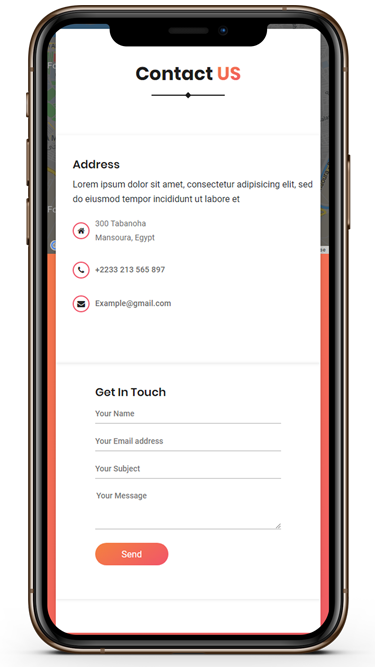 Contact US
Address
Lorem ipsum dolor sit amet, consectetur adipisicing elit, sed
do eiusmod tempor incididunt ut labore et
300 Tabanoha
Mansoura, Egypt
+2233 213 565 897
Example@gmail.com
Get In Touch
Your Name
Your Email address
Your Subject
Your Message
Send